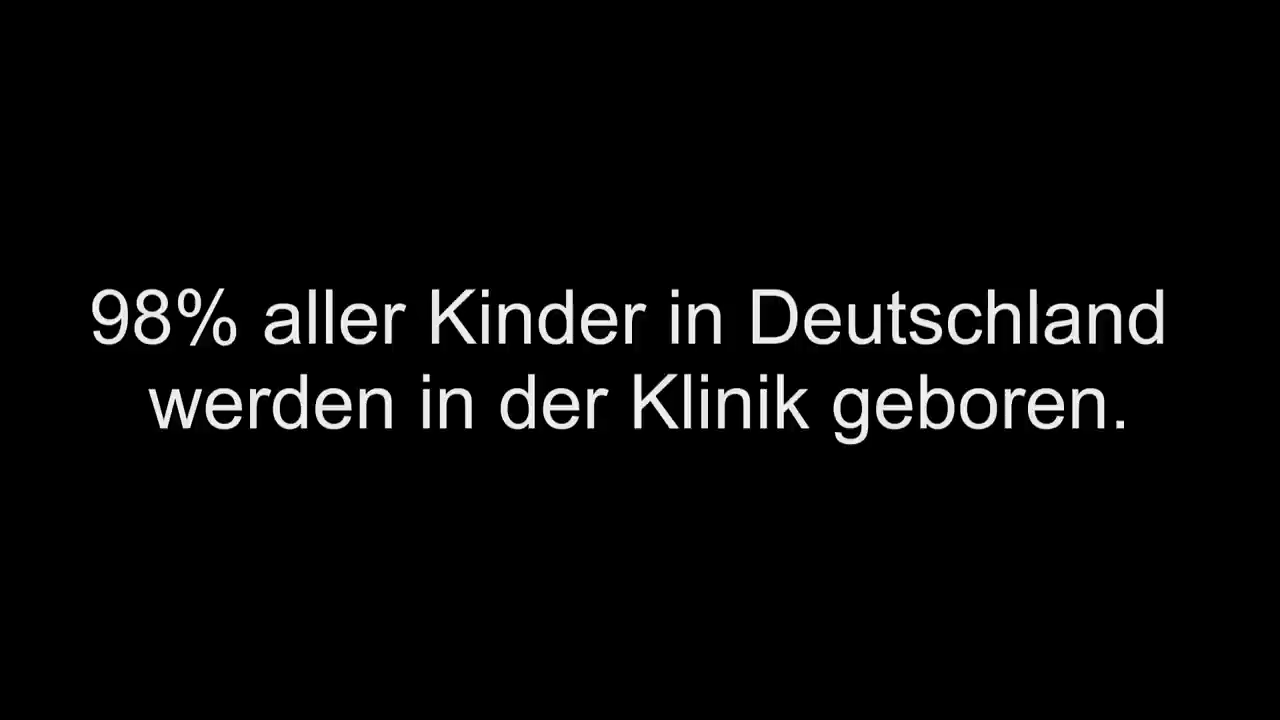 98% aller Kinder in Deutschland
werden in der Klinik geboren.